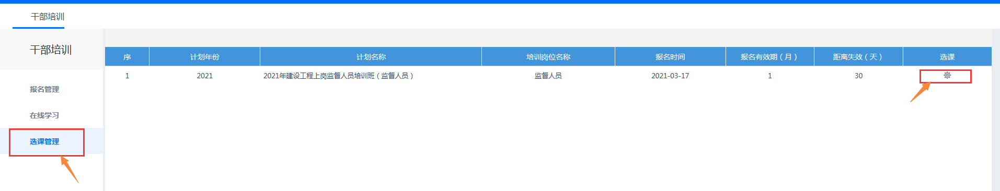 干部培训
干部培训
序 计划年份 计划名称 培训岗位名称 报名时间 报名有效期（月） 距离失效（天） 选课
1 2021 2021年建设工程上岗监督人员培训班（监督人员） 监督人员 2021-03-17 1 30
报名管理
在线学习
选课管理